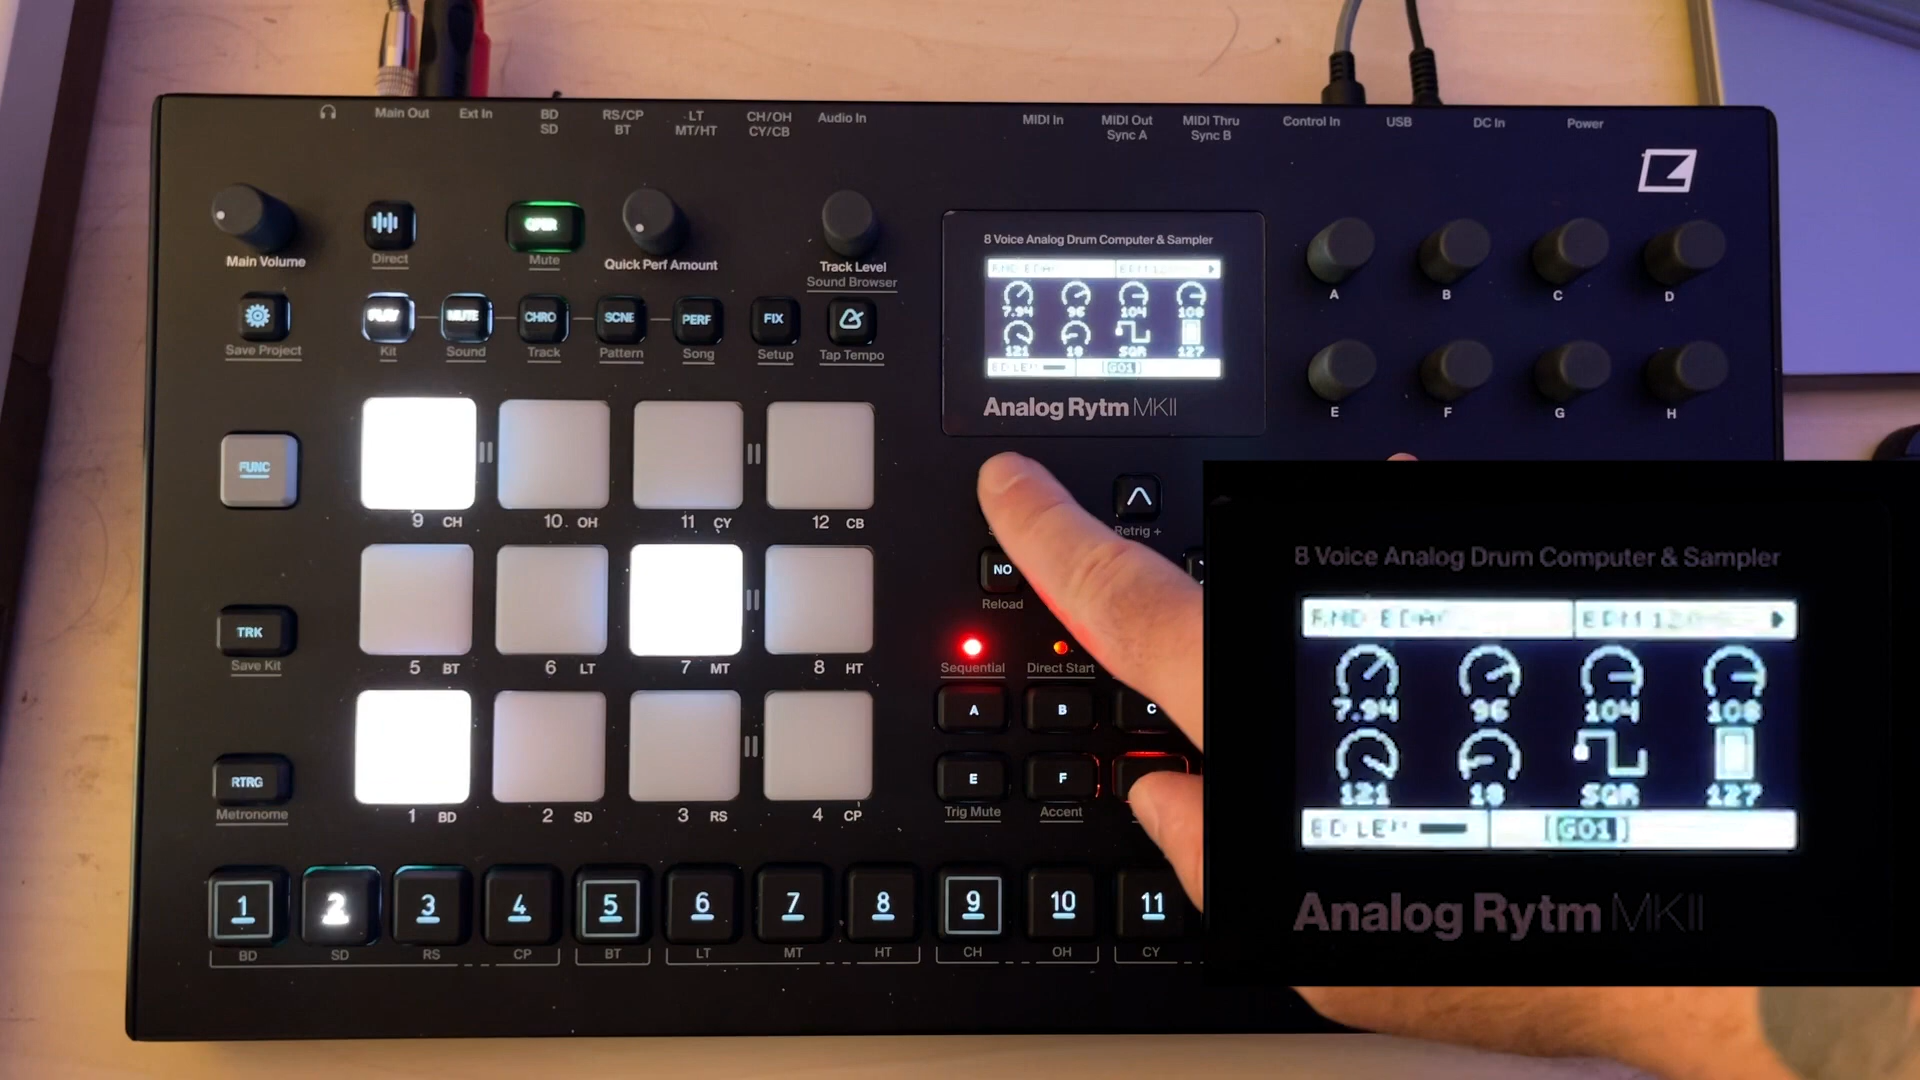 Main Out
Ext In
BD
SD
RS/CP
BT
LT
MT/HT
CH/OH
CY/CB
Audio In
MIDI In
MIDI Out
Sync A
MIDI Thru
Sync B
Control In
USB
DC In
Power
Main Volume
Direct
Mute
Quick Perf Amount
Track Level
Sound Browser
8 Voice Analog Drum Computer & Sampler
7.94
96
104
108
121
18
SQR
127
[G01]
Analog Rytm MKII
A
B
C
D
E
F
G
H
Save Project
PLAY
MUTE
CHRO
SCNE
PERF
FIX
Kit
Sound
Track
Pattern
Song
Setup
Tap Tempo
FUNC
9 CH
10 OH
11 CY
12 CB
Retrig +
NO
Reload
TRK
Save Kit
5 BT
6 LT
7 MT
8 HT
Sequential
Direct Start
A
B
C
RTRG
Metronome
1 BD
2 SD
3 RS
4 CP
E
F
Trig Mute
Accent
1
2
3
4
5
6
7
8
9
10
11
BD
SD
RS
CP
BT
LT
MT
HT
CH
OH
CY
8 Voice Analog Drum Computer & Sampler
7.94
96
104
108
121
18
SQR
127
[G01]
Analog Rytm MKII